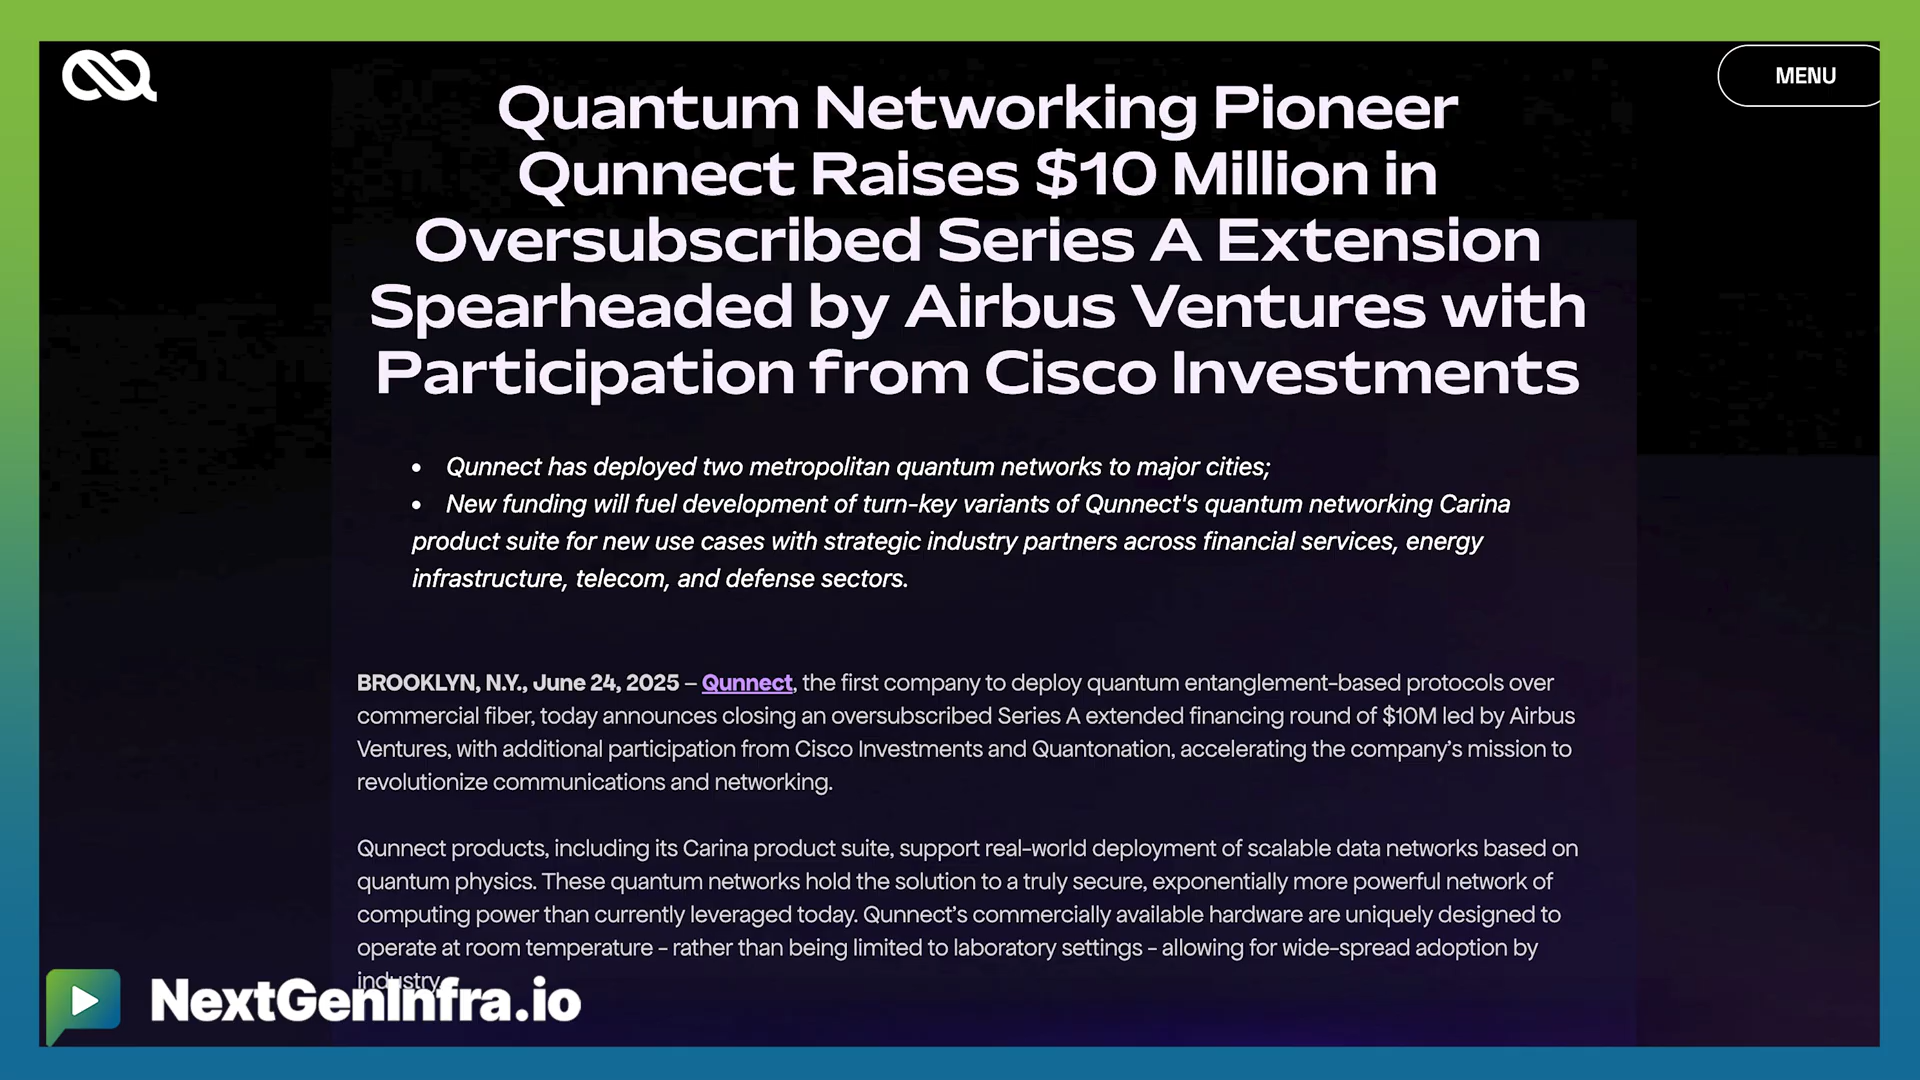 MENU
Quantum Networking Pioneer
Qunnect Raises $10 Million in
Oversubscribed Series A Extension
Spearheaded by Airbus Ventures with
Participation from Cisco Investments
• Qunnect has deployed two metropolitan quantum networks to major cities;
• New funding will fuel development of turn-key variants of Qunnect's quantum networking Carina
product suite for new use cases with strategic industry partners across financial services, energy
infrastructure, telecom, and defense sectors.
BROOKLYN, N.Y., June 24, 2025 – Qunnect, the first company to deploy quantum entanglement-based protocols over
commercial fiber, today announces closing an oversubscribed Series A extended financing round of $10M led by Airbus
Ventures, with additional participation from Cisco Investments and Quantonation, accelerating the company’s mission to
revolutionize communications and networking.
Qunnect products, including its Carina product suite, support real-world deployment of scalable data networks based on
quantum physics. These quantum networks hold the solution to a truly secure, exponentially more powerful network of
computing power than currently leveraged today. Qunnect’s commercially available hardware are uniquely designed to
operate at room temperature - rather than being limited to laboratory settings - allowing for wide-spread adoption by
industry.
NextGenInfra.io